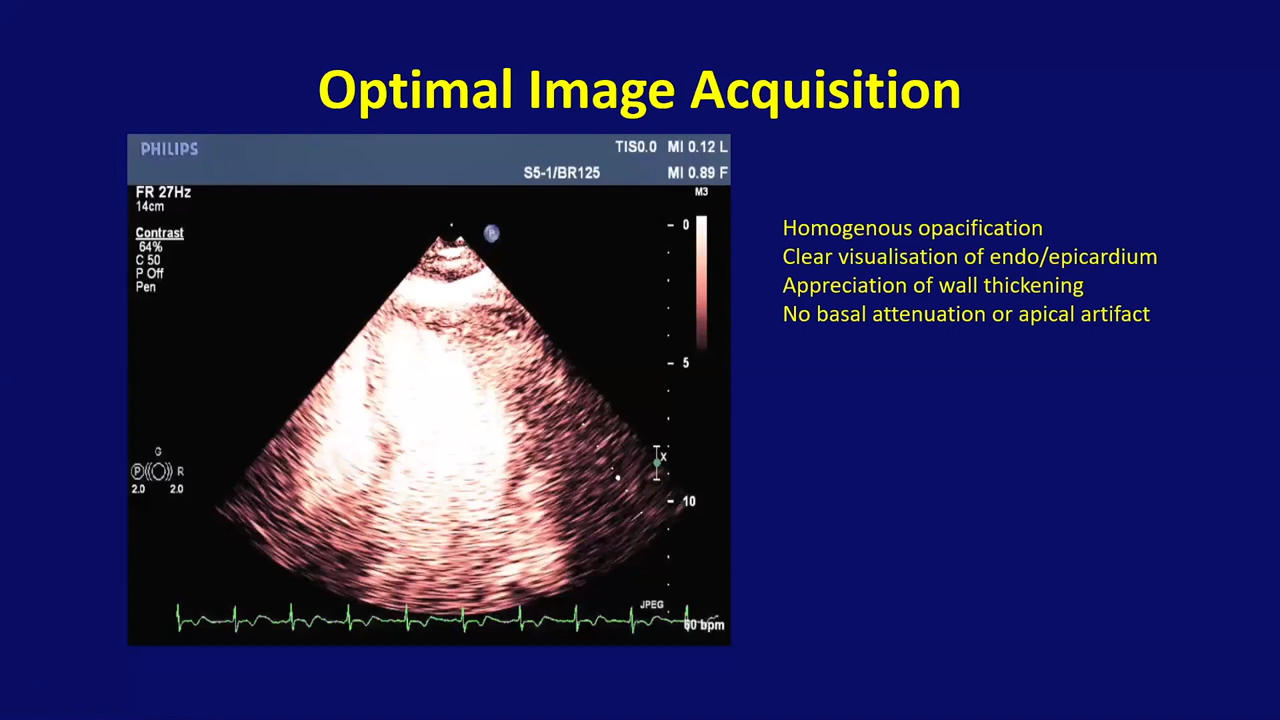 Optimal Image Acquisition
PHILIPS
TIS0.0 MI 0.12 L
S5-1/BR125 MI 0.89 F
FR 27Hz
14cm
M3
Contrast
64%
C 50
P Off
Pen
P
0
5
10
X
G
P R
2.0 2.0
JPEG
60 bpm
Homogenous opacification
Clear visualisation of endo/epicardium
Appreciation of wall thickening
No basal attenuation or apical artifact